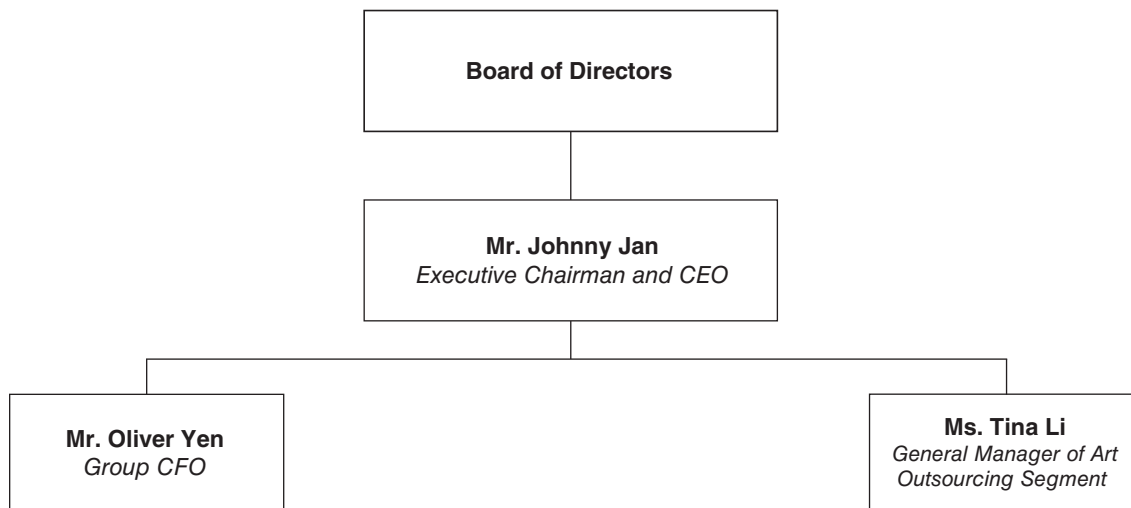 Board of Directors
Mr. Johnny Jan
Executive Chairman and CEO
Mr. Oliver Yen
Group CFO
Ms. Tina Li
General Manager of Art
Outsourcing Segment